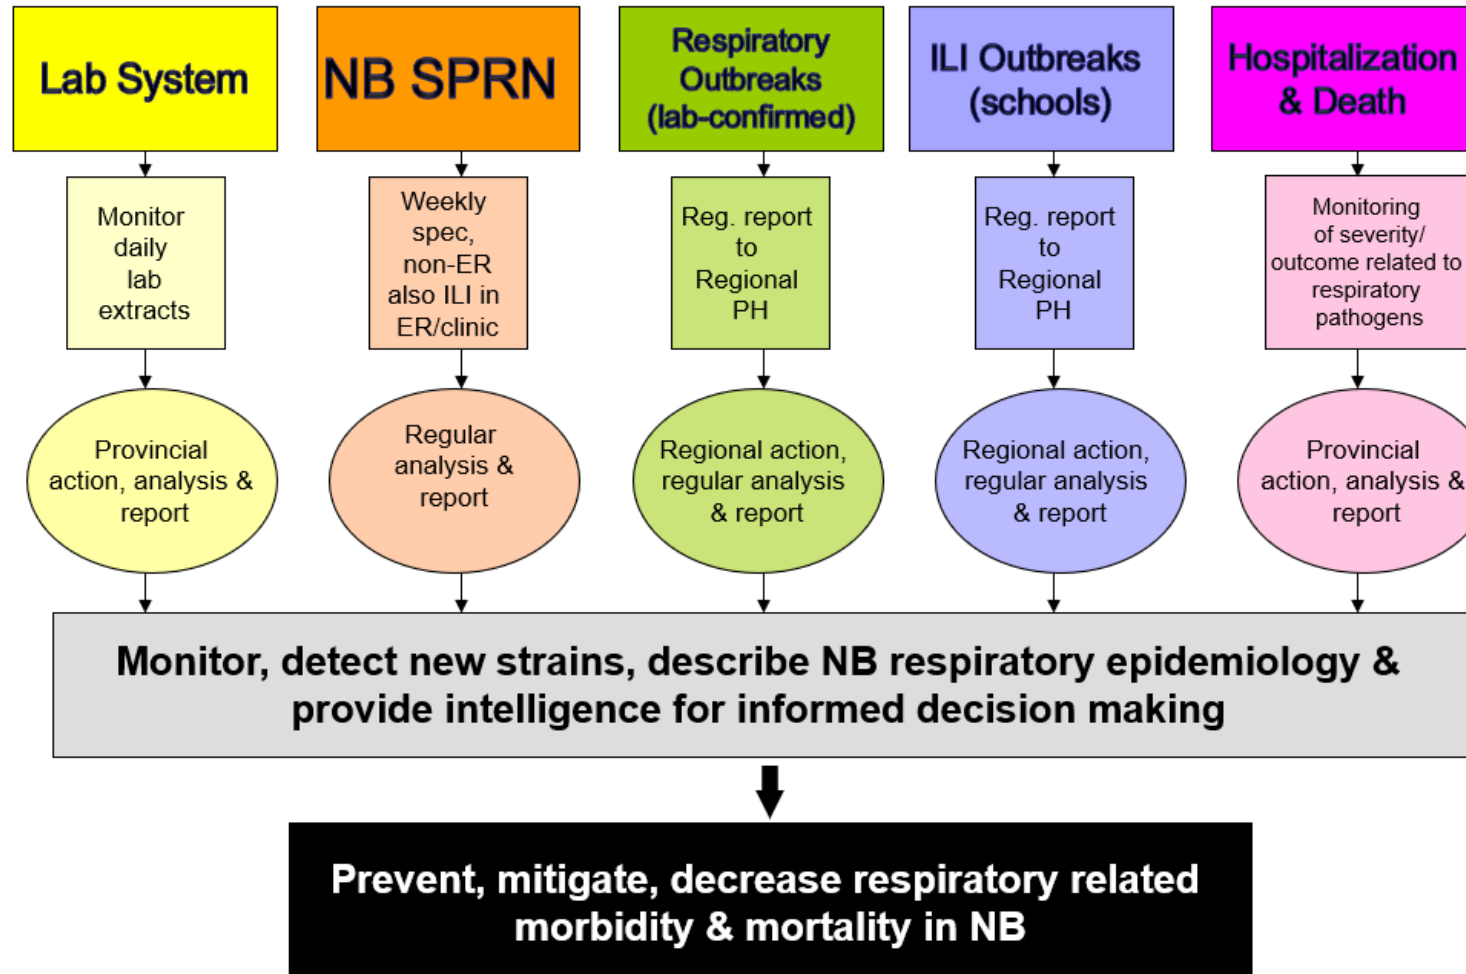 Lab System
NB SPRN
Respiratory
Outbreaks
(lab-confirmed)
ILI Outbreaks
(schools)
Hospitalization
& Death
Monitor
daily
lab
extracts
Weekly
spec,
non-ER
also ILI in
ER/clinic
Reg. report
to
Regional
PH
Reg. report
to
Regional
PH
Monitoring
of severity/
outcome related to
respiratory
pathogens
Provincial
action, analysis &
report
Regular
analysis &
report
Regional action,
regular analysis
& report
Regional action,
regular analysis
& report
Provincial
action, analysis &
report
Monitor, detect new strains, describe NB respiratory epidemiology &
provide intelligence for informed decision making
Prevent, mitigate, decrease respiratory related
morbidity & mortality in NB